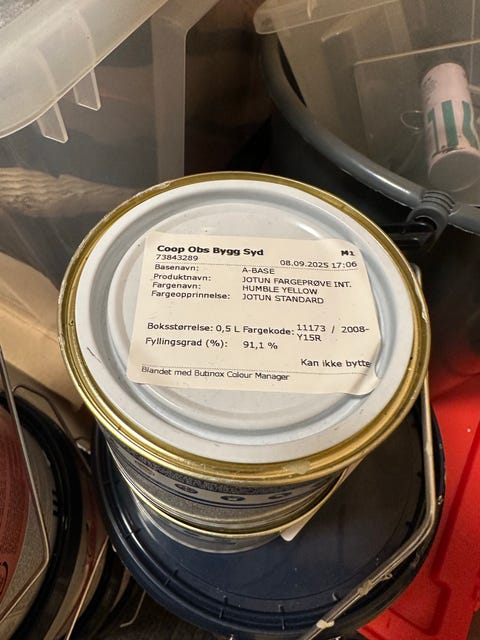 Coop Obs Bygg Syd M1
73843289 08.09.2025 17:06
Basenavn: A-BASE
Produktnavn: JOTUN FARGEPRØVE INT.
Fargenavn: HUMBLE YELLOW
Fargeopprinnelse: JOTUN STANDARD
Boksstørrelse: 0,5 L Fargekode: 11173 / 2008-
Y15R
Fyllingsgrad (%): 91,1 %
Kan ikke bytte
Blandet med Butinox Colour Manager